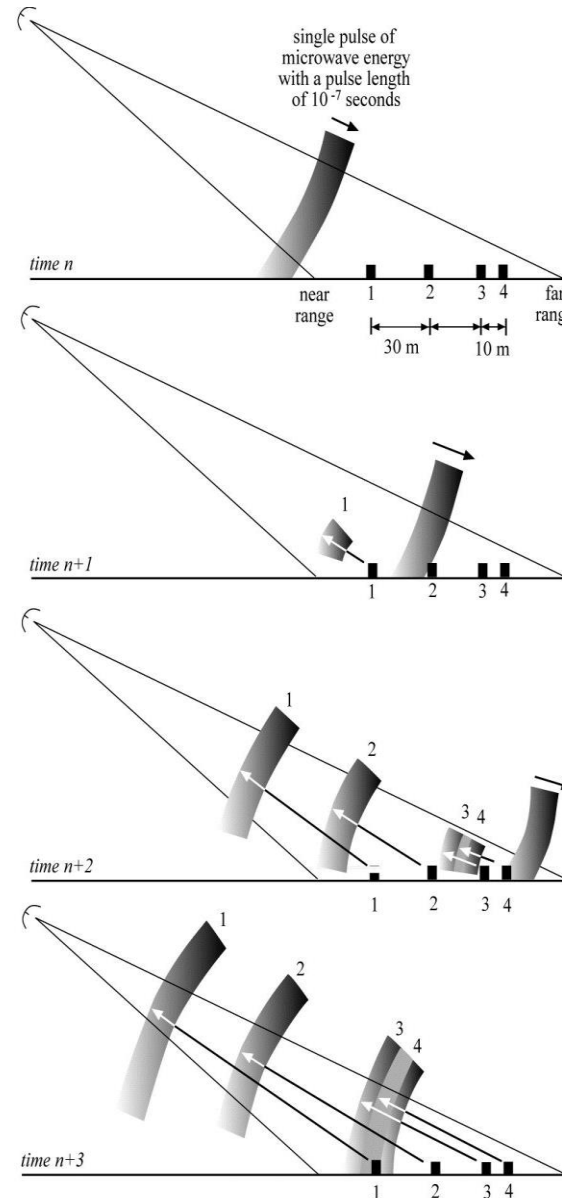 single pulse of
microwave energy
with a pulse length
of 10⁻⁷ seconds
time n
near
range
1
2
3
4
far
rang
30 m
10 m
1
time n+1
1
2
3
4
1
2
3
4
time n+2
1
2
3
4
1
2
3
4
time n+3
1
2
3
4